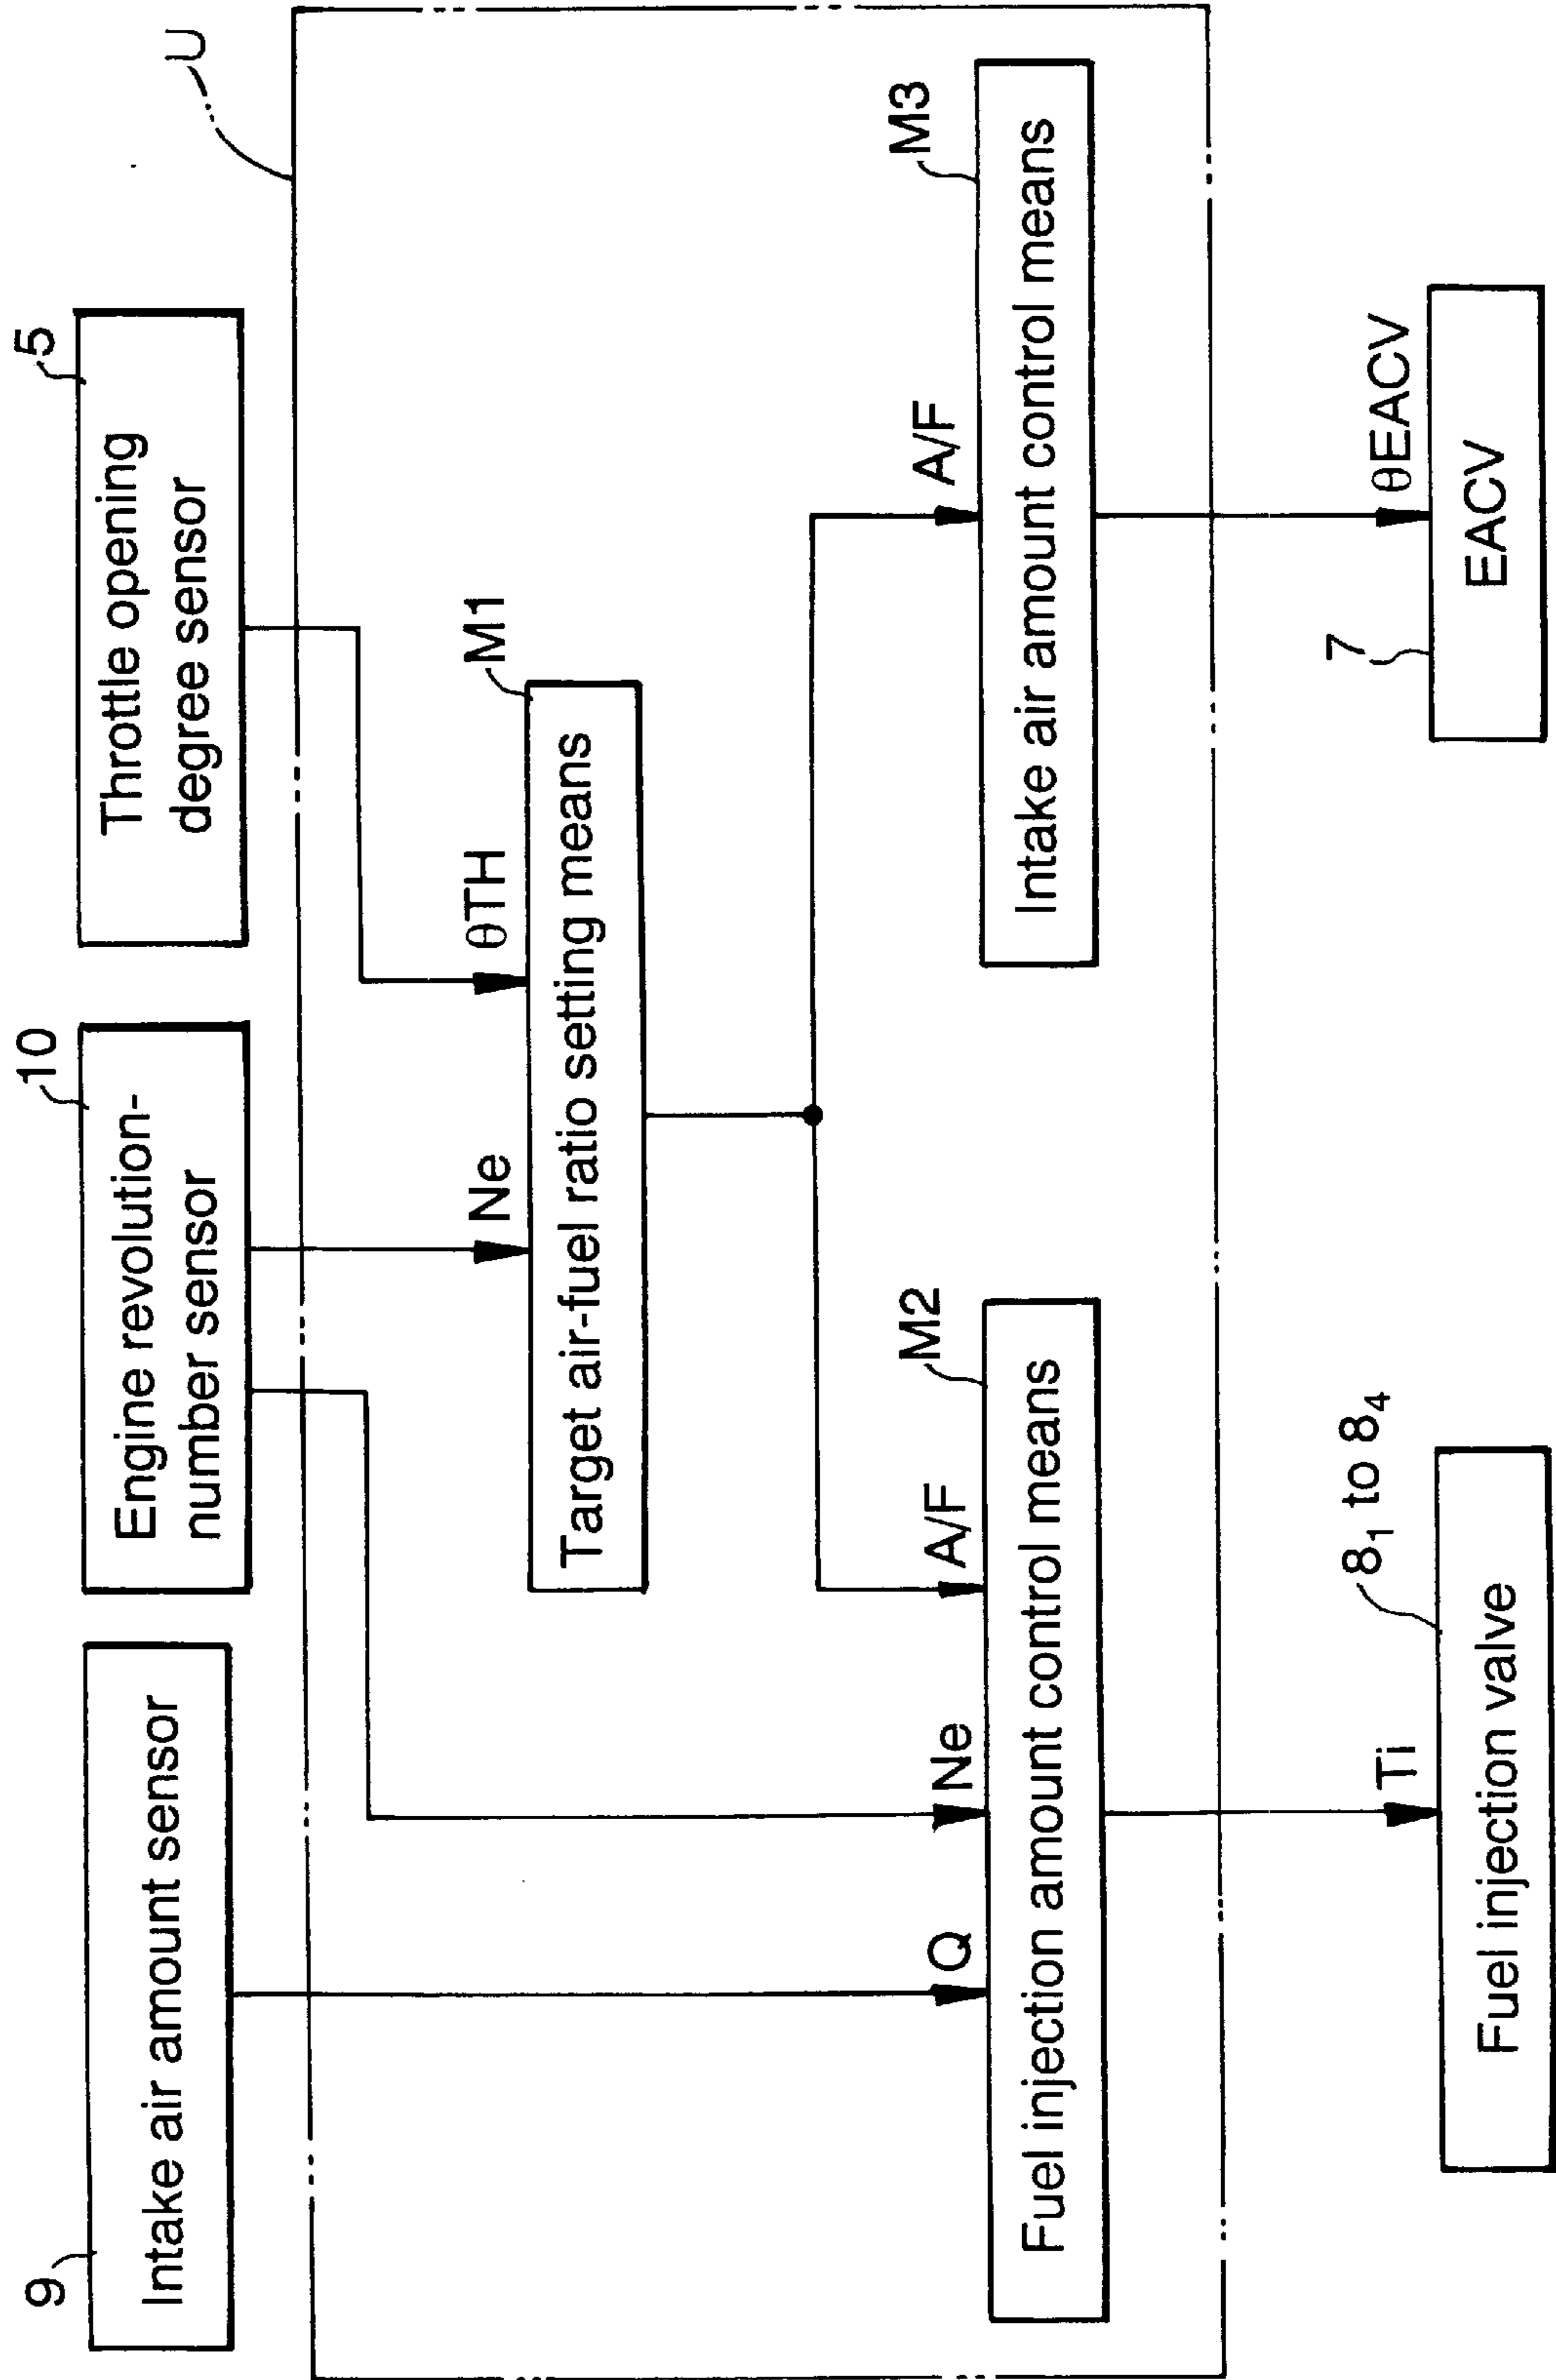 9
Intake air amount sensor
10
Engine revolution-
number sensor
5
Throttle opening
degree sensor
U
Ne
θTH
M1
Target air-fuel ratio setting means
Q
Ne
A/F
M2
Fuel injection amount control means
A/F
M3
Intake air amount control means
Ti
8₁ to 8₄
Fuel injection valve
7
θEACV
EACV